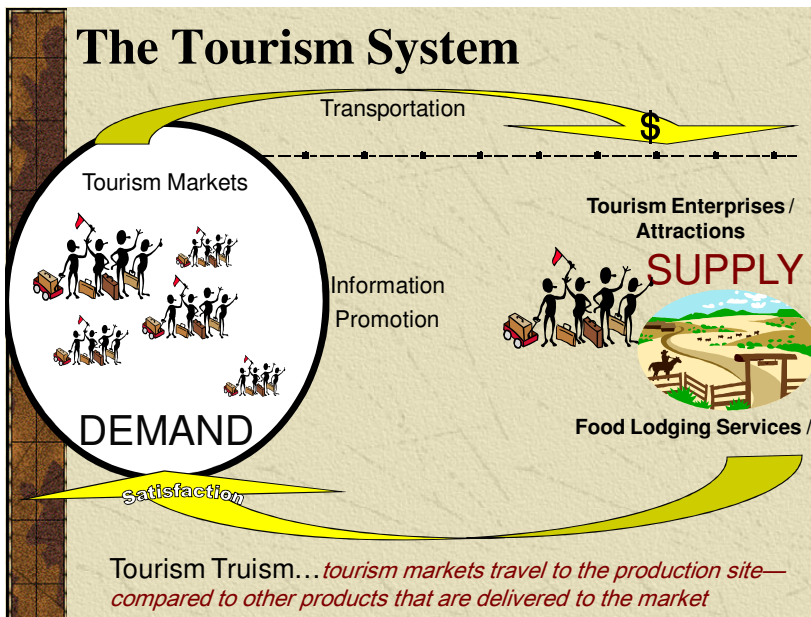 The Tourism System
Transportation
$
Tourism Markets
Tourism Enterprises /
Attractions
SUPPLY
Information
Promotion
DEMAND
Food Lodging Services /
Satisfaction
Tourism Truism…tourism markets travel to the production site—
compared to other products that are delivered to the market